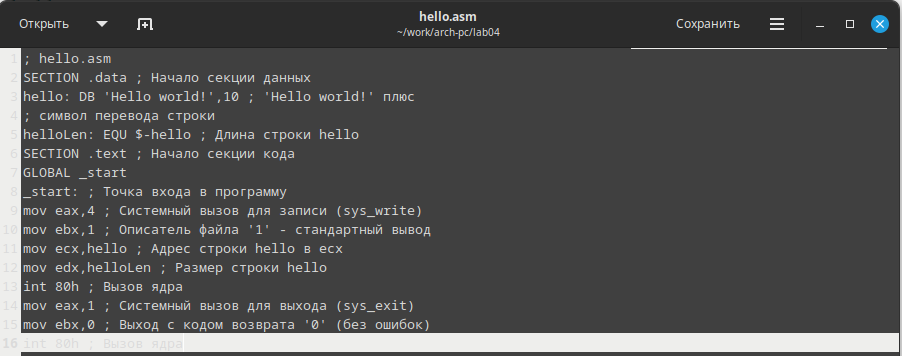 Открыть
hello.asm
~/work/arch-pc/lab04
Сохранить
1 ; hello.asm
2 SECTION .data ; Начало секции данных
3 hello: DB 'Hello world!',10 ; 'Hello world!' плюс
4 ; символ перевода строки
5 helloLen: EQU $-hello ; Длина строки hello
6 SECTION .text ; Начало секции кода
7 GLOBAL _start
8 _start: ; Точка входа в программу
9 mov eax,4 ; Системный вызов для записи (sys_write)
10 mov ebx,1 ; Описатель файла '1' - стандартный вывод
11 mov ecx,hello ; Адрес строки hello в ecx
12 mov edx,helloLen ; Размер строки hello
13 int 80h ; Вызов ядра
14 mov eax,1 ; Системный вызов для выхода (sys_exit)
15 mov ebx,0 ; Выход с кодом возврата '0' (без ошибок)
16 int 80h ; Вызов ядра